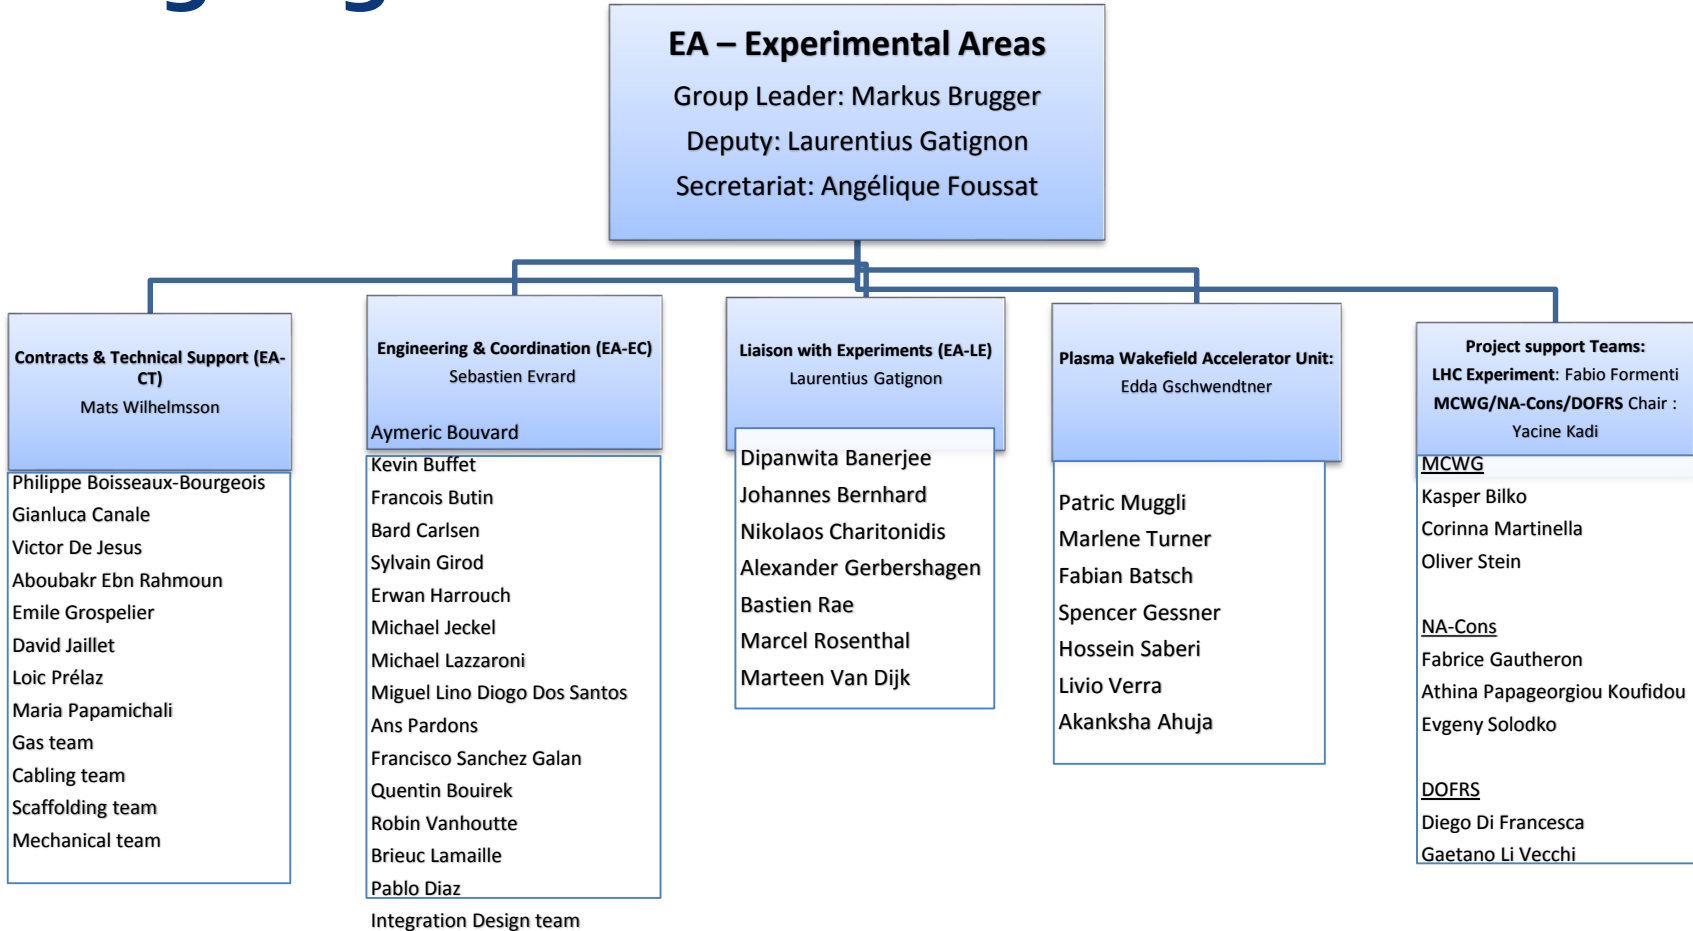 EA – Experimental Areas
Group Leader: Markus Brugger
Deputy: Laurentius Gatignon
Secretariat: Angélique Foussat
Contracts & Technical Support (EA-
CT)
Mats Wilhelmsson
Philippe Boisseaux-Bourgeois
Gianluca Canale
Victor De Jesus
Aboubakr Ebn Rahmoun
Emile Grospelier
David Jaillet
Loic Prélaz
Maria Papamichali
Gas team
Cabling team
Scaffolding team
Mechanical team
Engineering & Coordination (EA-EC)
Sebastien Evrard
Aymeric Bouvard
Kevin Buffet
Francois Butin
Bard Carlsen
Sylvain Girod
Erwan Harrouch
Michael Jeckel
Michael Lazzaroni
Miguel Lino Diogo Dos Santos
Ans Pardons
Francisco Sanchez Galan
Quentin Bouirek
Robin Vanhoutte
Brieuc Lamaille
Pablo Diaz
Integration Design team
Liaison with Experiments (EA-LE)
Laurentius Gatignon
Dipanwita Banerjee
Johannes Bernhard
Nikolaos Charitonidis
Alexander Gerbershagen
Bastien Rae
Marcel Rosenthal
Marteen Van Dijk
Plasma Wakefield Accelerator Unit:
Edda Gschwendtner
Patric Muggli
Marlene Turner
Fabian Batsch
Spencer Gessner
Hossein Saberi
Livio Verra
Akanksha Ahuja
Project support Teams:
LHC Experiment: Fabio Formenti
MCWG/NA-Cons/DOFRS Chair :
Yacine Kadi
MCWG
Kasper Bilko
Corinna Martinella
Oliver Stein
NA-Cons
Fabrice Gautheron
Athina Papageorgiou Koufidou
Evgeny Solodko
DOFRS
Diego Di Francesca
Gaetano Li Vecchi